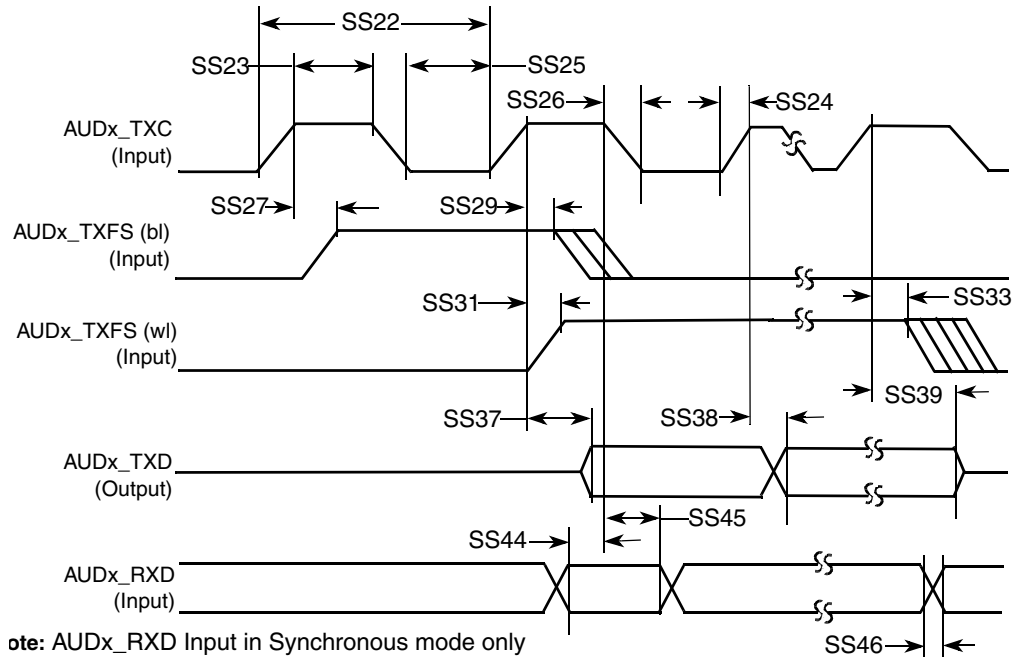 SS22
SS23
SS25
SS26
SS24
AUDx_TXC
(Input)
SS27
SS29
AUDx_TXFS (bl)
(Input)
SS31
SS33
AUDx_TXFS (wl)
(Input)
SS39
SS37
SS38
AUDx_TXD
(Output)
SS45
SS44
AUDx_RXD
(Input)
ote: AUDx_RXD Input in Synchronous mode only
SS46